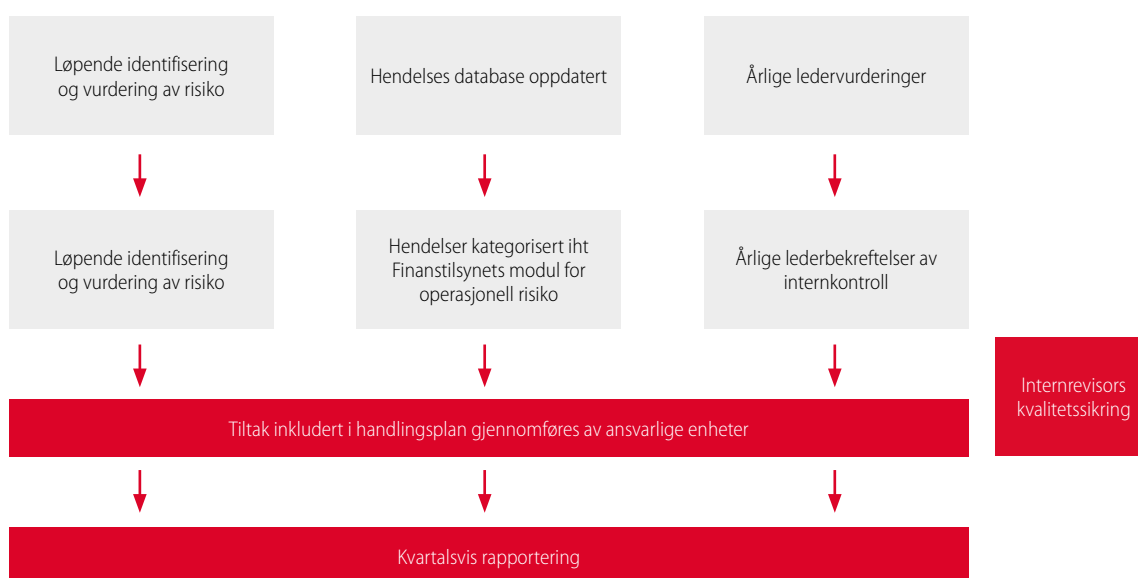 Løpende identifisering
og vurdering av risiko
Hendelses database oppdatert
Årlige ledervurderinger
Løpende identifisering
og vurdering av risiko
Hendelser kategorisert iht
Finanstilsynets modul for
operasjonell risiko
Årlige lederbekreftelser av
internkontroll
Internrevisors
kvalitetssikring
Tiltak inkludert i handlingsplan gjennomføres av ansvarlige enheter
Kvartalsvis rapportering